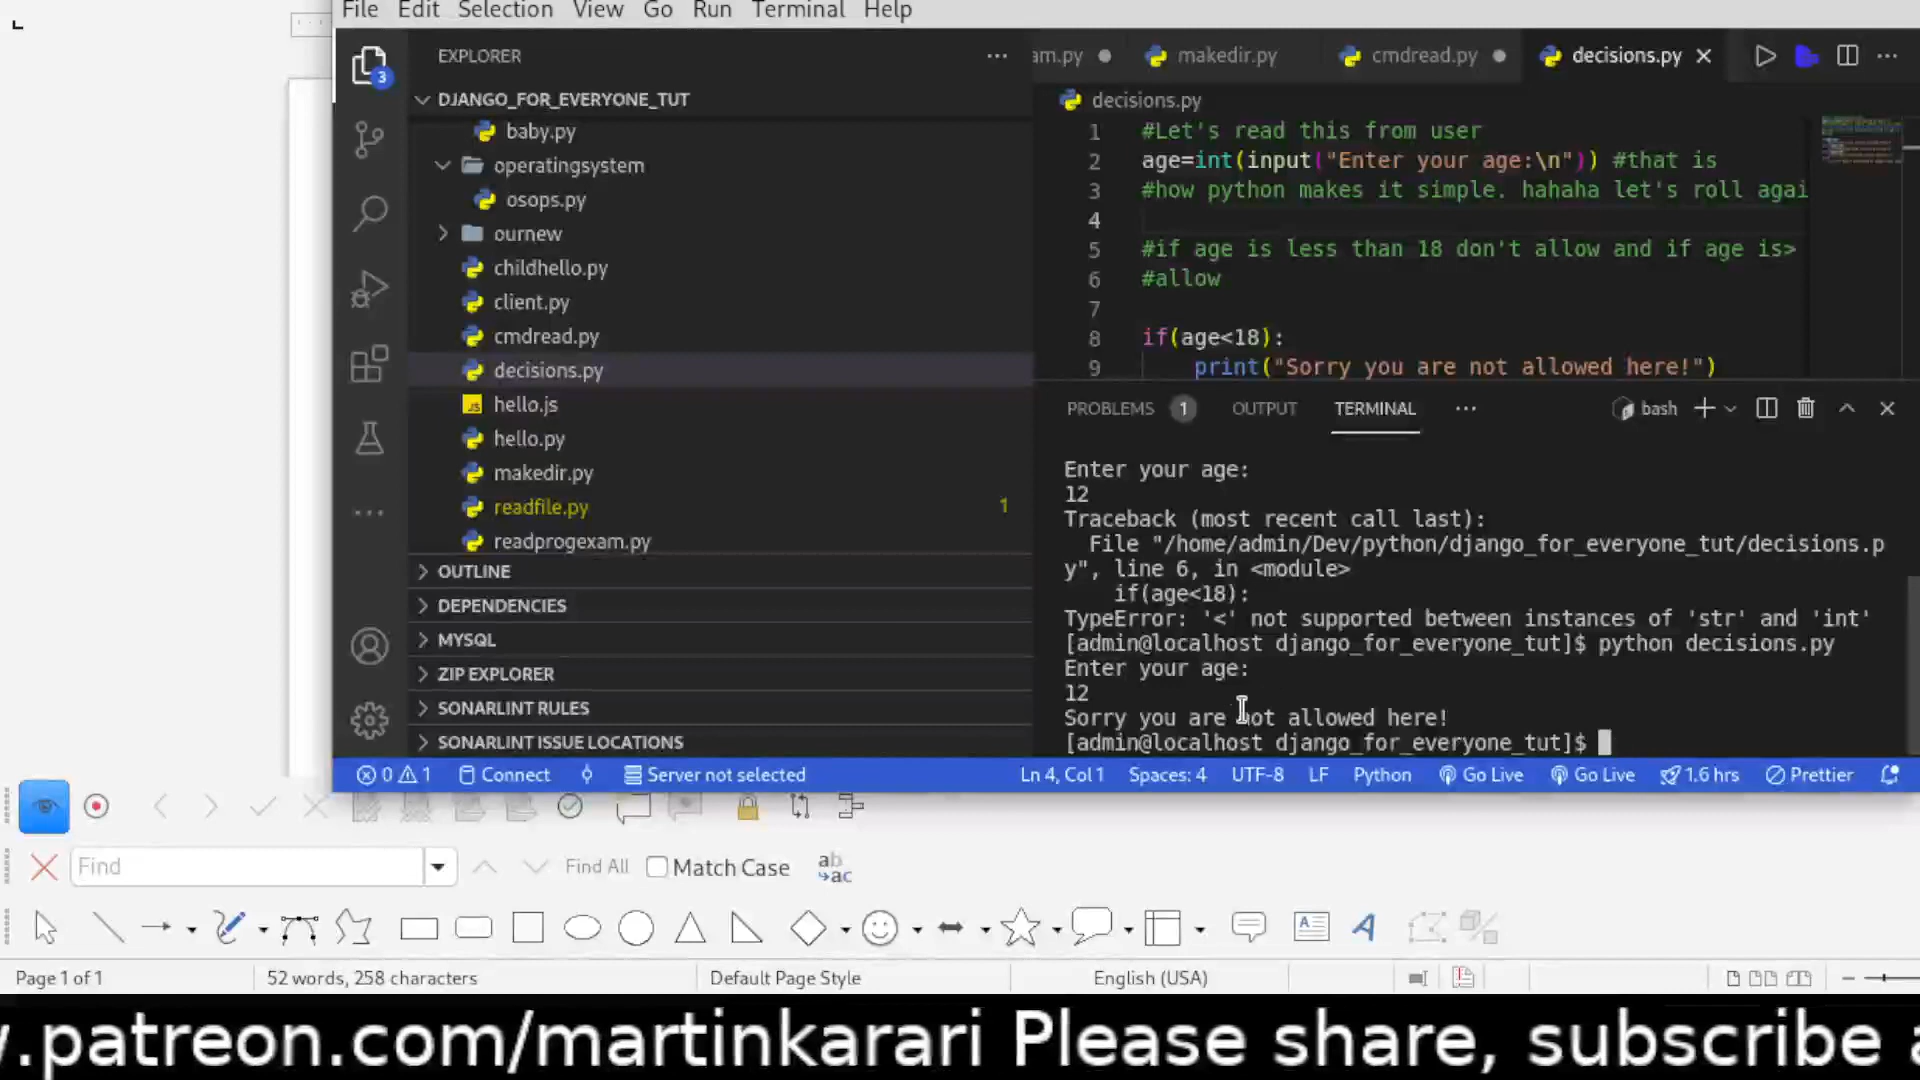 File Edit Selection View Go Run Terminal Help
3
EXPLORER
DJANGO_FOR_EVERYONE_TUT
baby.py
operatingsystem
osops.py
ournew
childhello.py
client.py
cmdread.py
decisions.py
JS hello.js
hello.py
makedir.py
readfile.py 1
readprogexam.py
OUTLINE
DEPENDENCIES
MYSQL
ZIP EXPLORER
SONARLINT RULES
SONARLINT ISSUE LOCATIONS
am.py makedir.py cmdread.py decisions.py
decisions.py
1 #Let's read this from user
2 age=int(input("Enter your age:\n")) #that is
3 #how python makes it simple. hahaha let's roll agai
4
5 #if age is less than 18 don't allow and if age is>
6 #allow
7
8 if(age<18):
9 print("Sorry you are not allowed here!")
PROBLEMS 1 OUTPUT TERMINAL bash
Enter your age:
12
Traceback (most recent call last):
File "/home/admin/Dev/python/django_for_everyone_tut/decisions.p
y", line 6, in <module>
if(age<18):
TypeError: '<' not supported between instances of 'str' and 'int'
[admin@localhost django_for_everyone_tut]$ python decisions.py
Enter your age:
12
Sorry you are not allowed here!
[admin@localhost django_for_everyone_tut]$
0 1 Connect Server not selected Ln 4, Col 1 Spaces: 4 UTF-8 LF Python Go Live Go Live 1.6 hrs Prettier
Find Find All Match Case ab ac
A A
Page 1 of 1 52 words, 258 characters Default Page Style English (USA)
.patreon.com/martinkarari Please share, subscribe